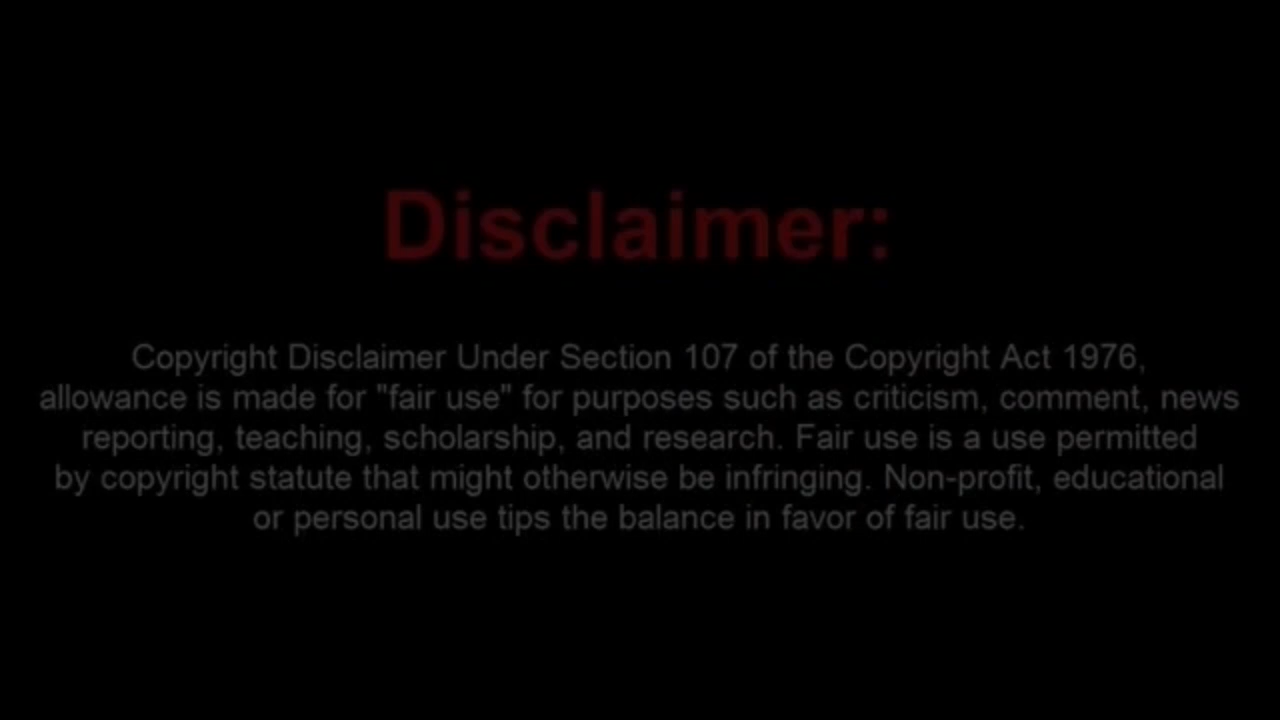 Disclaimer:
Copyright Disclaimer Under Section 107 of the Copyright Act 1976,
allowance is made for "fair use" for purposes such as criticism, comment, news
reporting, teaching, scholarship, and research. Fair use is a use permitted
by copyright statute that might otherwise be infringing. Non-profit, educational
or personal use tips the balance in favor of fair use.